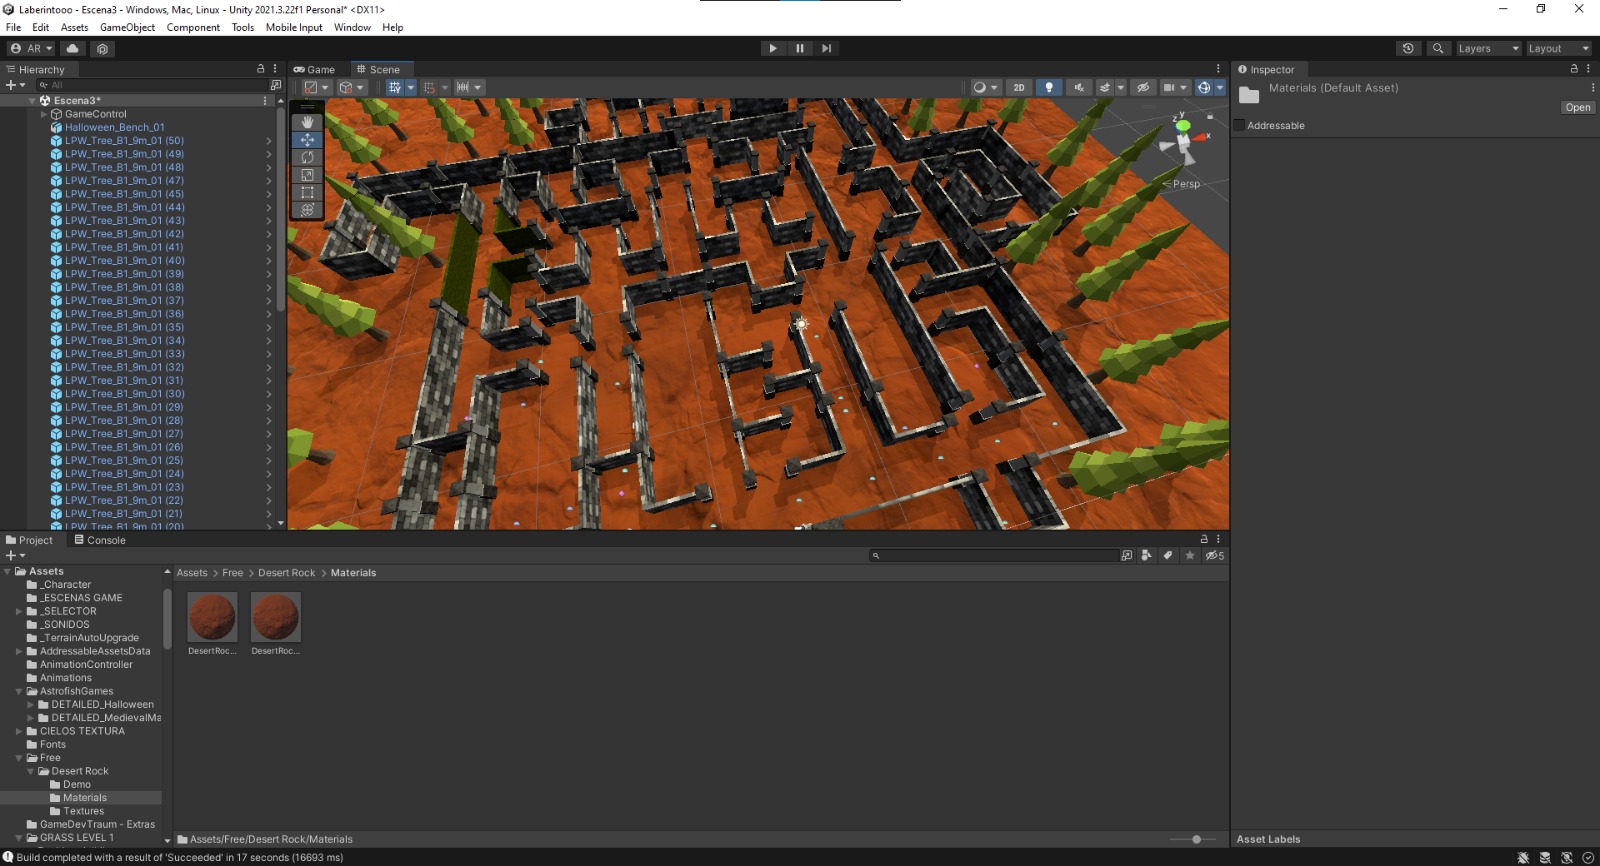 Laberintooo - Escena3 - Windows, Mac, Linux - Unity 2021.3.22f1 Personal* <DX11>
File Edit Assets GameObject Component Tools Mobile Input Window Help
AR
Layers
Layout
Hierarchy
All
Escena3*
GameControl
Halloween_Bench_01
LPW_Tree_B1_9m_01 (50)
LPW_Tree_B1_9m_01 (49)
LPW_Tree_B1_9m_01 (48)
LPW_Tree_B1_9m_01 (47)
LPW_Tree_B1_9m_01 (45)
LPW_Tree_B1_9m_01 (44)
LPW_Tree_B1_9m_01 (43)
LPW_Tree_B1_9m_01 (42)
LPW_Tree_B1_9m_01 (41)
LPW_Tree_B1_9m_01 (40)
LPW_Tree_B1_9m_01 (39)
LPW_Tree_B1_9m_01 (38)
LPW_Tree_B1_9m_01 (37)
LPW_Tree_B1_9m_01 (36)
LPW_Tree_B1_9m_01 (35)
LPW_Tree_B1_9m_01 (34)
LPW_Tree_B1_9m_01 (33)
LPW_Tree_B1_9m_01 (32)
LPW_Tree_B1_9m_01 (31)
LPW_Tree_B1_9m_01 (30)
LPW_Tree_B1_9m_01 (29)
LPW_Tree_B1_9m_01 (28)
LPW_Tree_B1_9m_01 (27)
LPW_Tree_B1_9m_01 (26)
LPW_Tree_B1_9m_01 (25)
LPW_Tree_B1_9m_01 (24)
LPW_Tree_B1_9m_01 (23)
LPW_Tree_B1_9m_01 (22)
LPW_Tree_B1_9m_01 (21)
LPW_Tree_B1_9m_01 (20)
Game
Scene
2D
y
z
x
Persp
Inspector
Materials (Default Asset)
Open
Addressable
Project
Console
5
Assets
_Character
_ESCENAS GAME
_SELECTOR
_SONIDOS
_TerrainAutoUpgrade
AddressableAssetsData
AnimationController
Animations
AstrofishGames
DETAILED_Halloween
DETAILED_MedievalMa
CIELOS TEXTURA
Fonts
Free
Desert Rock
Demo
Materials
Textures
GameDevTraum - Extras
GRASS LEVEL 1
Assets > Free > Desert Rock > Materials
DesertRoc...
DesertRoc...
Assets/Free/Desert Rock/Materials
Asset Labels
Build completed with a result of 'Succeeded' in 17 seconds (16693 ms)